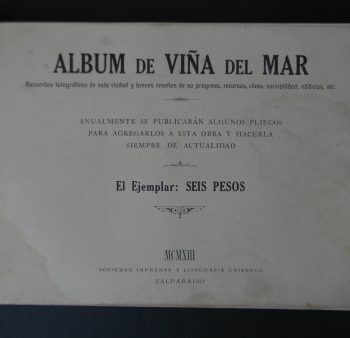 ALBUM DE VIÑA DEL MAR
Recuerdos fotográficos de esta ciudad y breves reseñas de su progreso, recursos, clima, sociabilidad, edificios, etc.
ANUALMENTE SE PUBLICARÁN ALGUNOS PLIEGOS
PARA AGREGARLOS A ESTA OBRA Y HACERLA
SIEMPRE DE ACTUALIDAD
El Ejemplar: SEIS PESOS
MCMXIII
SOCIEDAD IMPRENTA Y LITOGRAFIA UNIVERSO
VALPARAISO